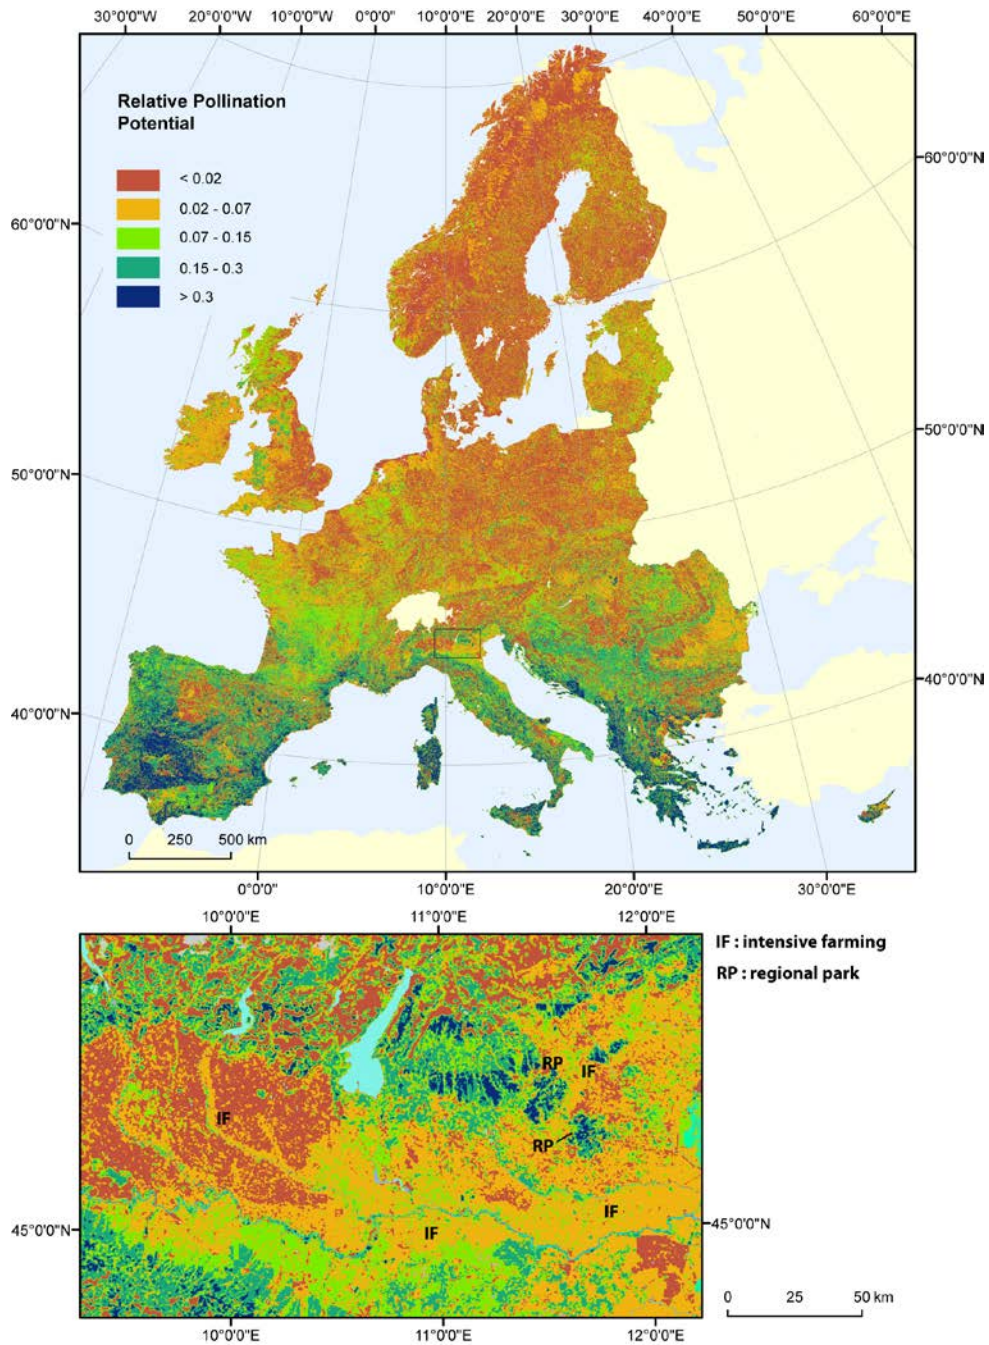 30°0'0"W 20°0'0"W 10°0'0"W 0°0'0" 10°0'0"E 20°0'0"E 30°0'0"E 40°0'0"E 50°0'0"E 60°0'0"E
Relative Pollination
Potential
< 0.02
0.02 - 0.07
0.07 - 0.15
0.15 - 0.3
> 0.3
60°0'0"N
60°0'0"N
50°0'0"N
50°0'0"N
40°0'0"N
40°0'0"N
0 250 500 km
0°0'0" 10°0'0"E 20°0'0"E 30°0'0"E
10°0'0"E 11°0'0"E 12°0'0"E
IF : intensive farming
RP : regional park
RP
IF
IF
RP
IF
IF
45°0'0"N
45°0'0"N
0 25 50 km
10°0'0"E 11°0'0"E 12°0'0"E